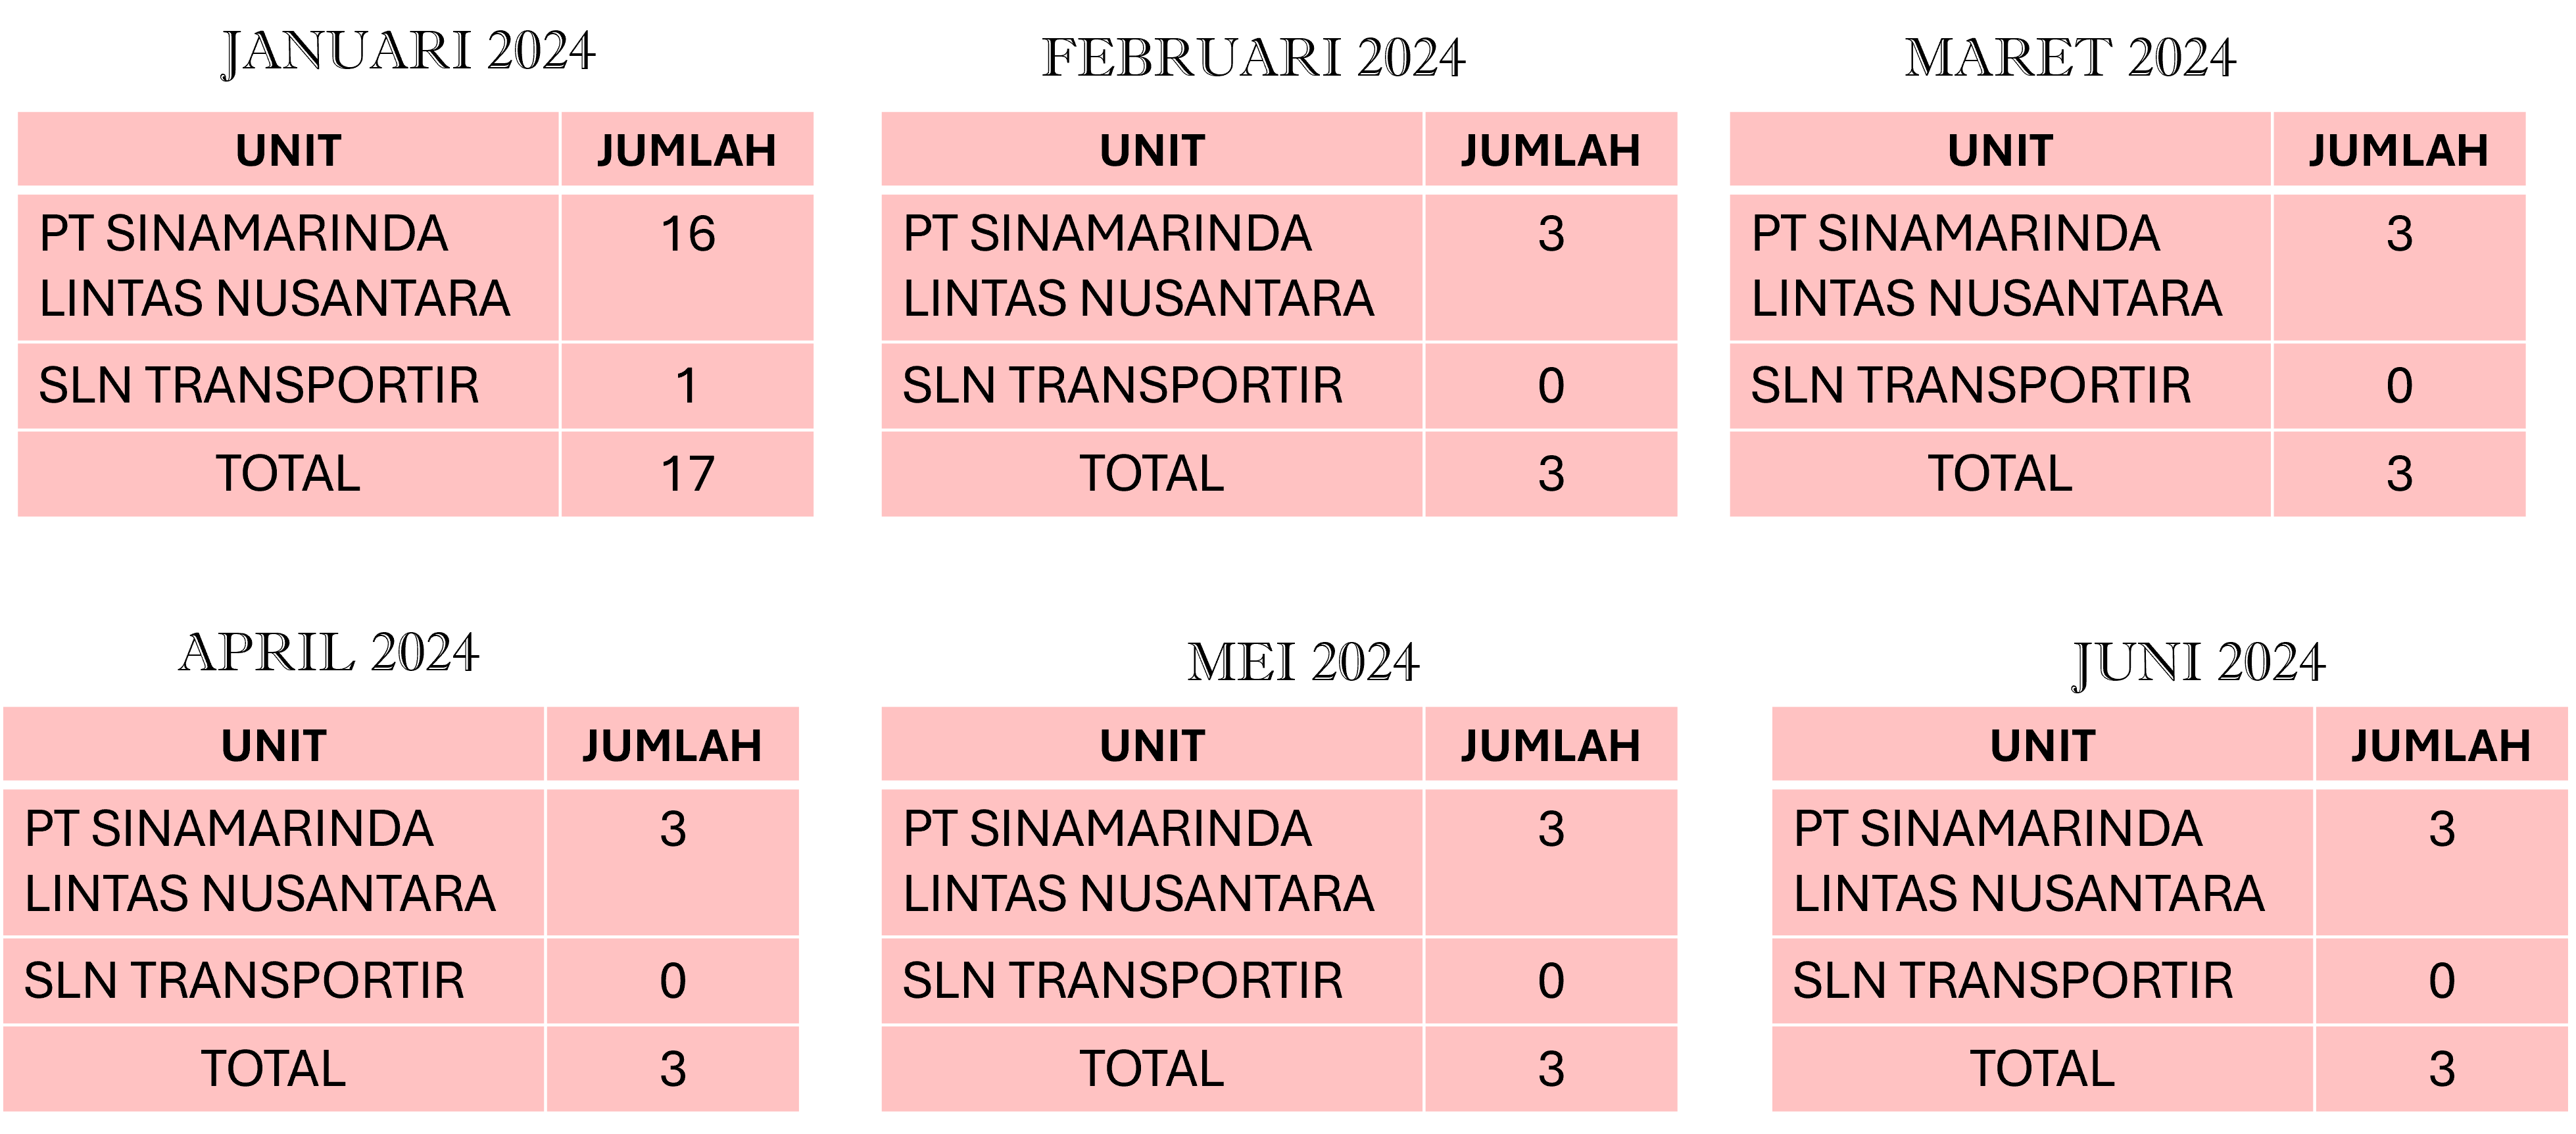 JANUARI 2024
UNIT JUMLAH
PT SINAMARINDA 16
LINTAS NUSANTARA
SLN TRANSPORTIR 1
TOTAL 17
FEBRUARI 2024
UNIT JUMLAH
PT SINAMARINDA 3
LINTAS NUSANTARA
SLN TRANSPORTIR 0
TOTAL 3
MARET 2024
UNIT JUMLAH
PT SINAMARINDA 3
LINTAS NUSANTARA
SLN TRANSPORTIR 0
TOTAL 3
APRIL 2024
UNIT JUMLAH
PT SINAMARINDA 3
LINTAS NUSANTARA
SLN TRANSPORTIR 0
TOTAL 3
MEI 2024
UNIT JUMLAH
PT SINAMARINDA 3
LINTAS NUSANTARA
SLN TRANSPORTIR 0
TOTAL 3
JUNI 2024
UNIT JUMLAH
PT SINAMARINDA 3
LINTAS NUSANTARA
SLN TRANSPORTIR 0
TOTAL 3